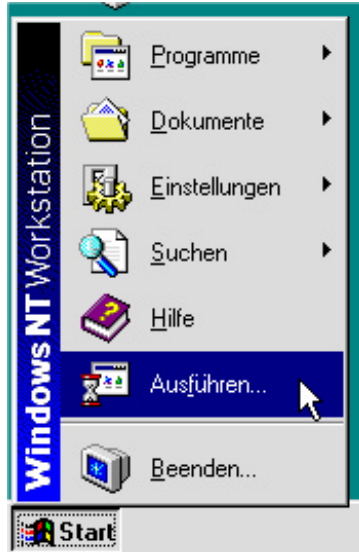 Windows NT Workstation
Programme
Dokumente
Einstellungen
Suchen
Hilfe
Ausführen...
Beenden...
Start